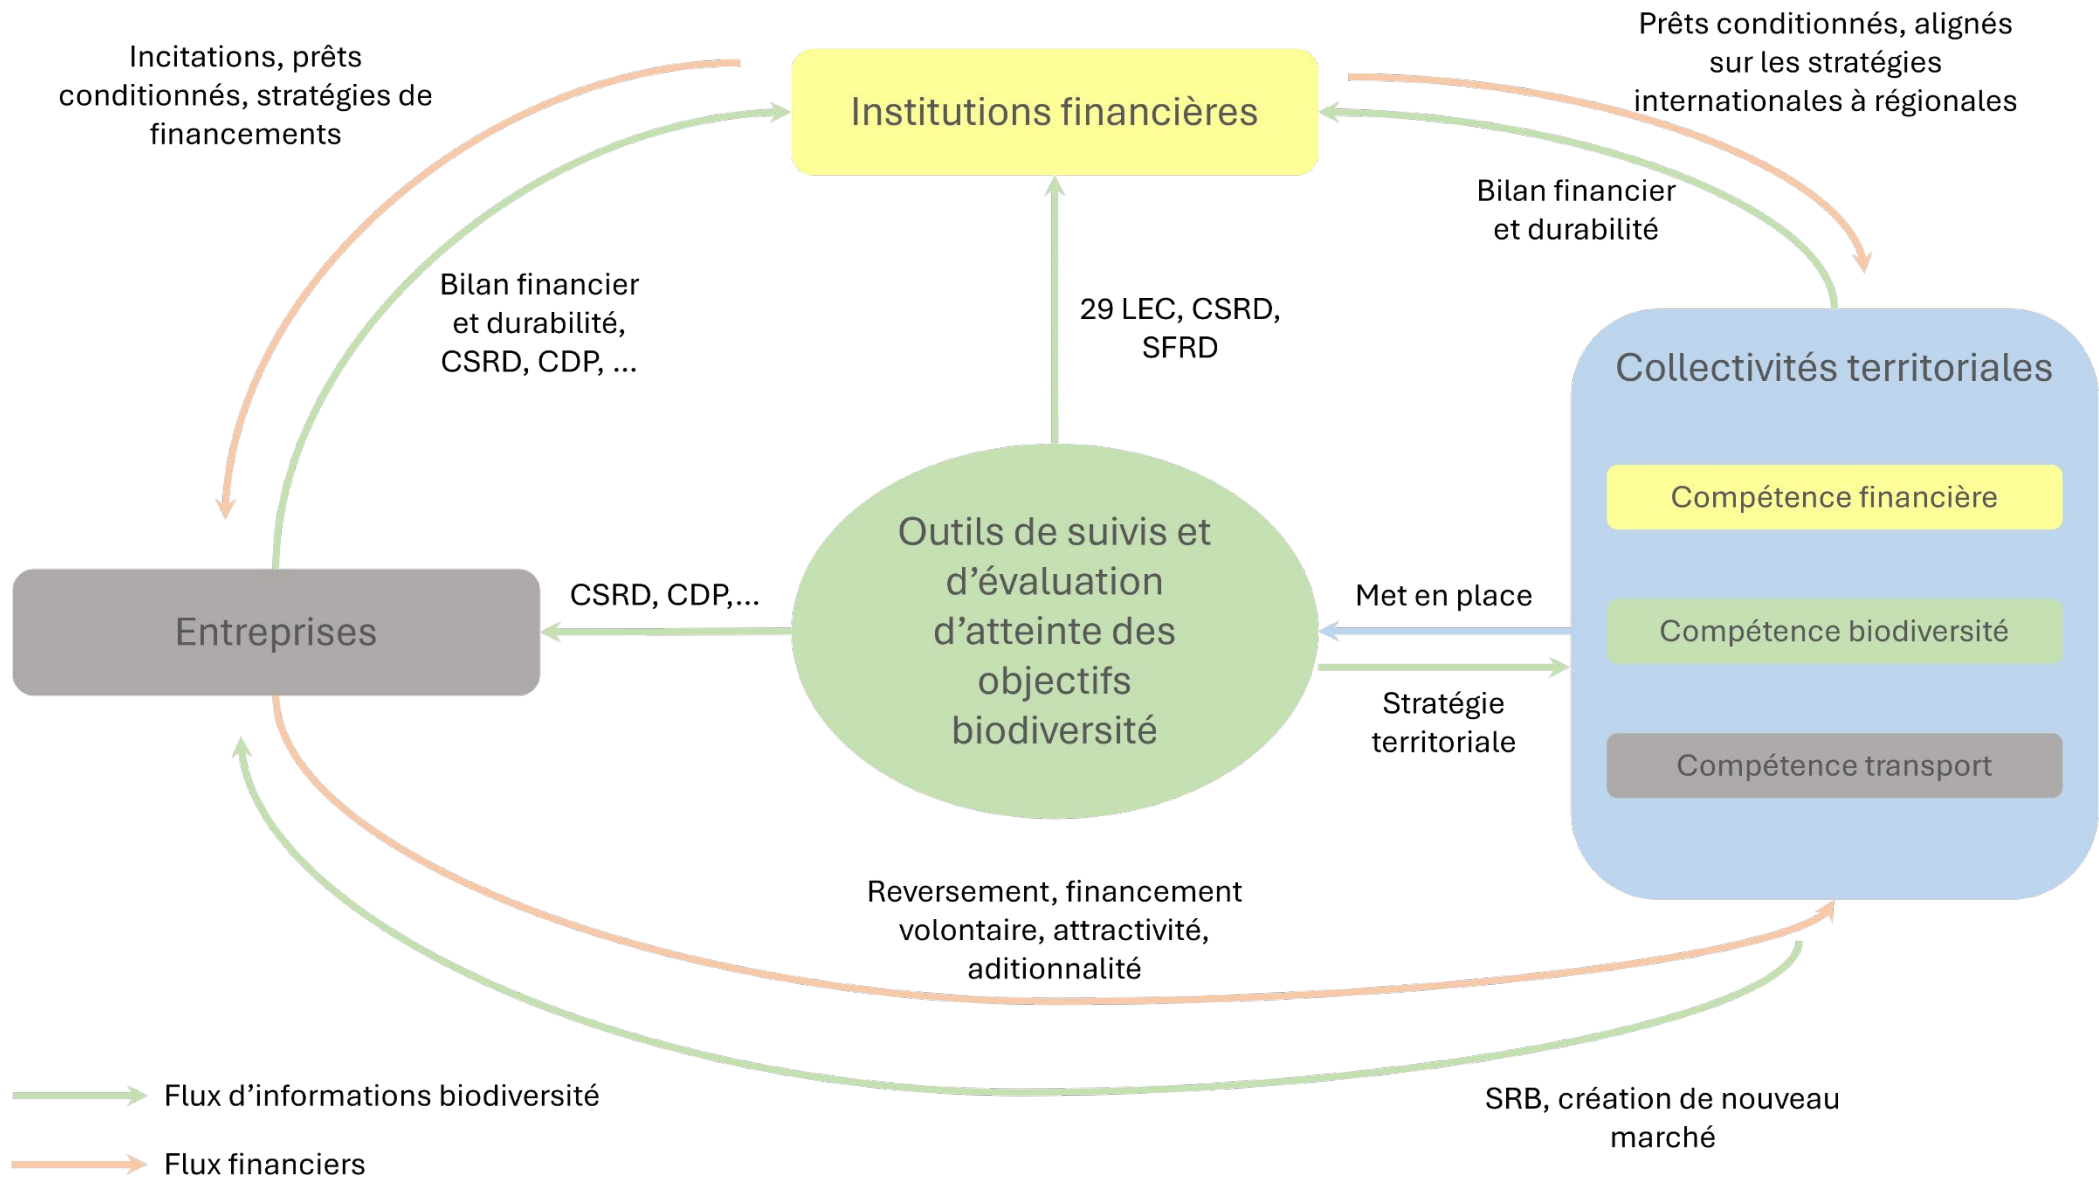 Incitations, prêts
conditionnés, stratégies de
financements
Institutions financières
Prêts conditionnés, alignés
sur les stratégies
internationales à régionales
Bilan financier
et durabilité
Bilan financier
et durabilité,
CSRD, CDP, ...
29 LEC, CSRD,
SFRD
Collectivités territoriales
Compétence financière
Compétence biodiversité
Compétence transport
Outils de suivis et
d’évaluation
d’atteinte des
objectifs
biodiversité
Entreprises
CSRD, CDP,...
Met en place
Stratégie
territoriale
Reversement, financement
volontaire, attractivité,
aditionnalité
SRB, création de nouveau
marché
Flux d’informations biodiversité
Flux financiers